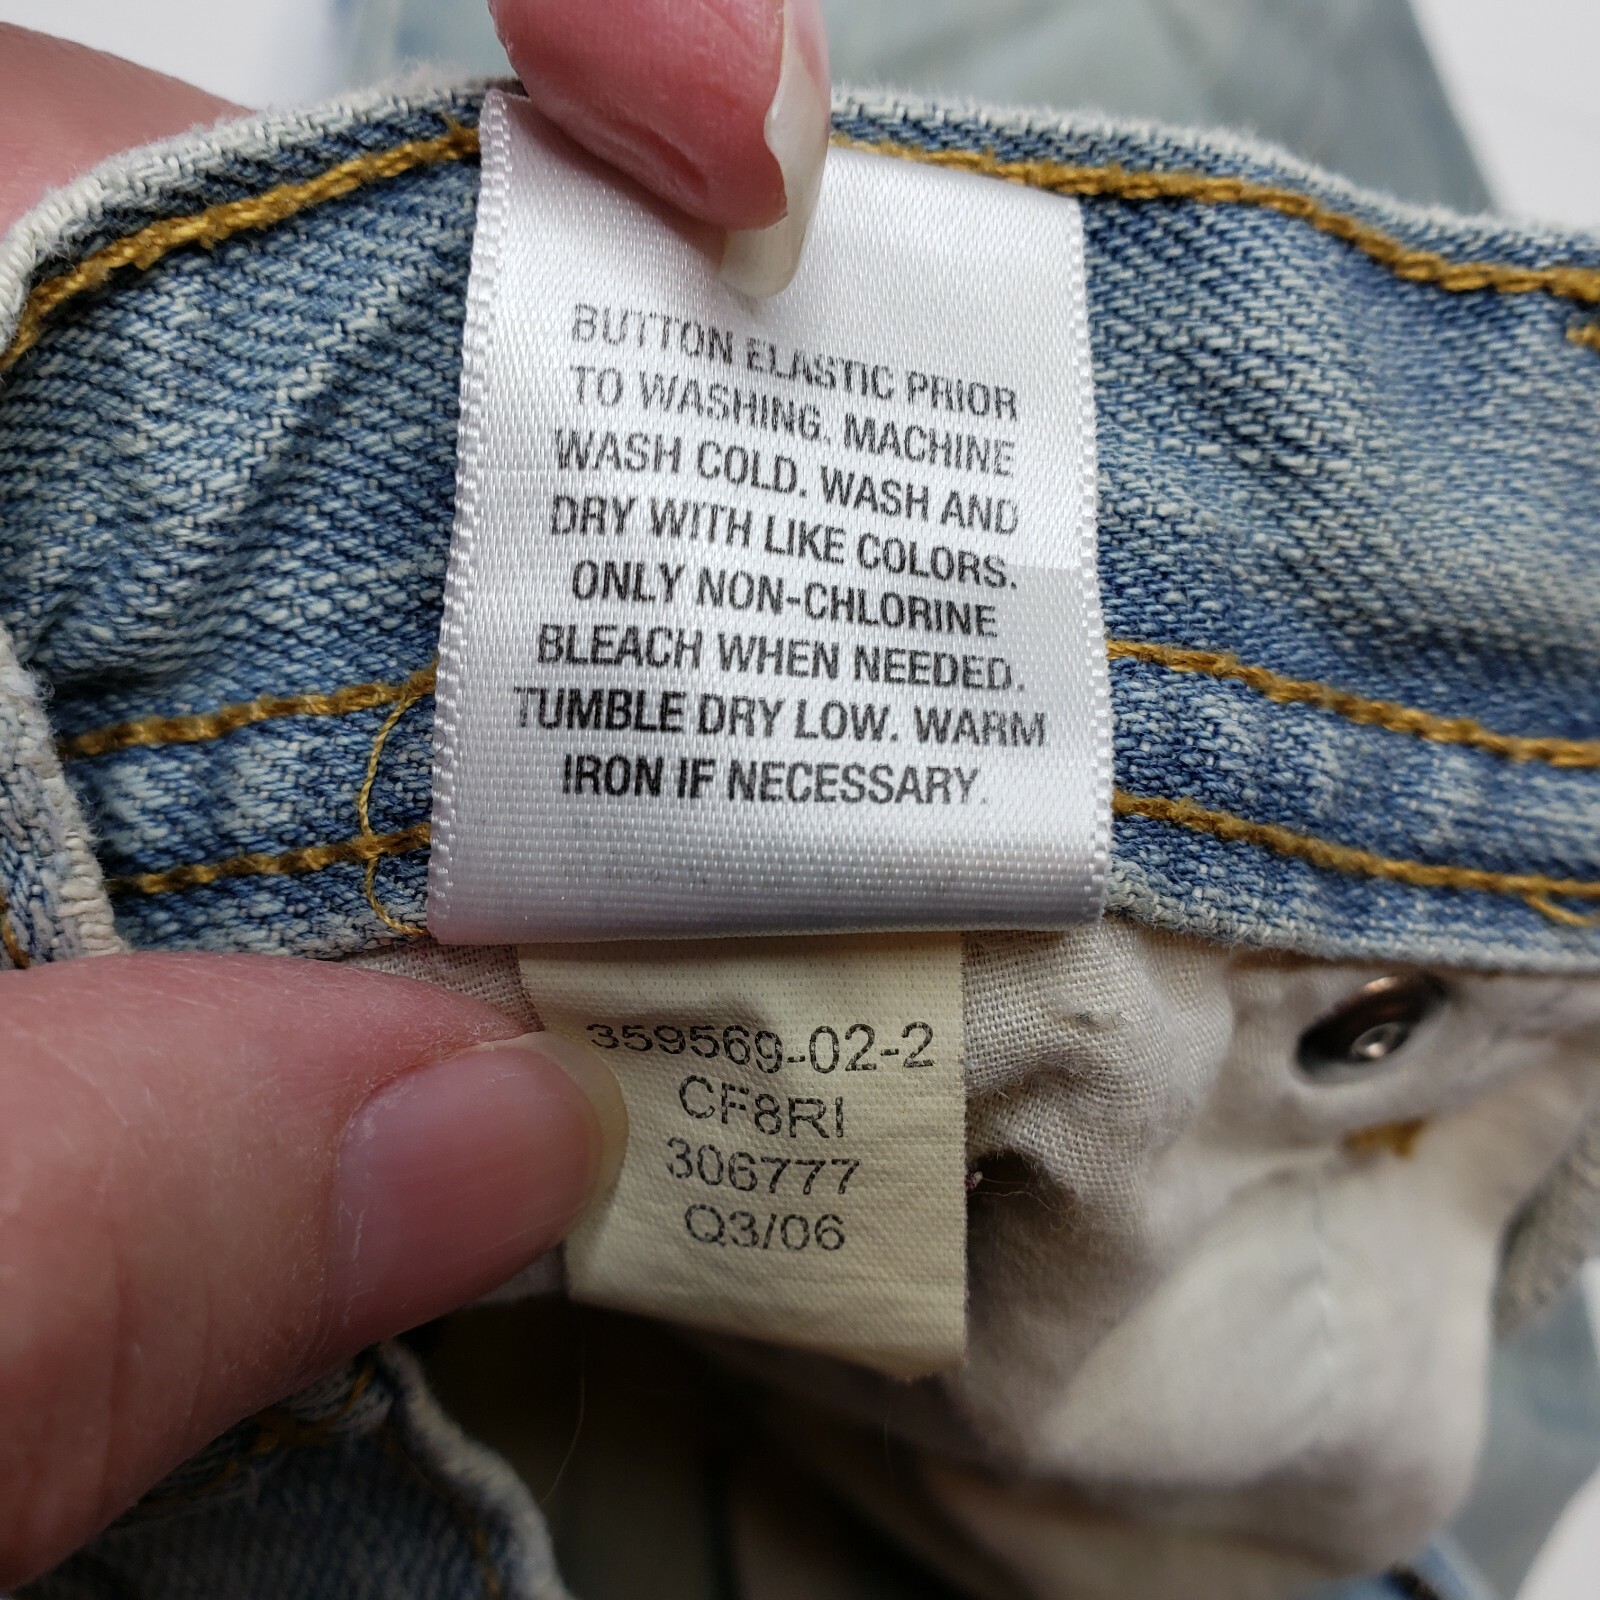 BUTTON ELASTIC PRIOR
TO WASHING. MACHINE
WASH COLD. WASH AND
DRY WITH LIKE COLORS.
ONLY NON-CHLORINE
BLEACH WHEN NEEDED.
TUMBLE DRY LOW. WARM
IRON IF NECESSARY.
359569-02-2
CF8RI
306777
Q3/06